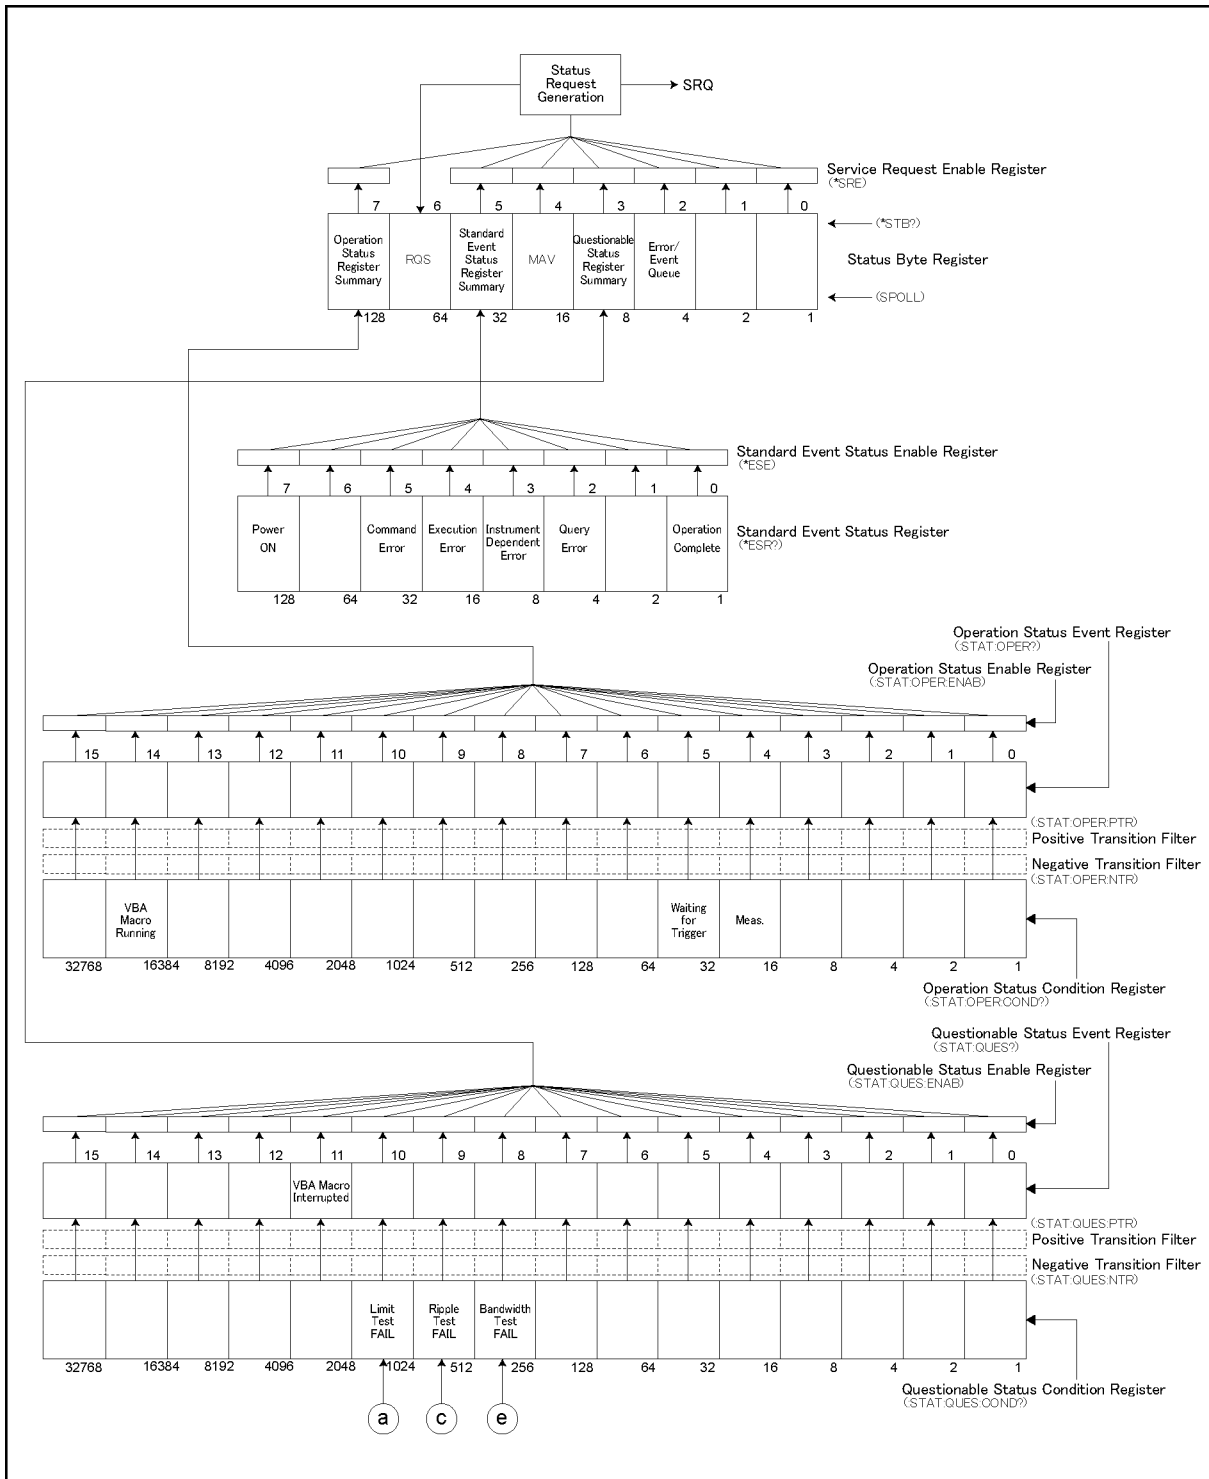 Status
Request
Generation
SRQ
Service Request Enable Register
(*SRE)
7 6 5 4 3 2 1 0
(*STB?)
Operation
Status
Register
Summary
RQS
Standard
Event
Status
Register
Summary
MAV
Questionable
Status
Register
Summary
Error/
Event
Queue
Status Byte Register
(SPOLL)
128 64 32 16 8 4 2 1
Standard Event Status Enable Register
(*ESE)
7 6 5 4 3 2 1 0
Power
ON
Command
Error
Execution
Error
Instrument
Dependent
Error
Query
Error
Operation
Complete
Standard Event Status Register
(*ESR?)
128 64 32 16 8 4 2 1
Operation Status Event Register
(:STAT:OPER?)
Operation Status Enable Register
(:STAT:OPER:ENAB)
15 14 13 12 11 10 9 8 7 6 5 4 3 2 1 0
(:STAT:OPER:PTR)
Positive Transition Filter
Negative Transition Filter
(:STAT:OPER:NTR)
VBA
Macro
Running
Waiting
for
Trigger
Meas.
32768 16384 8192 4096 2048 1024 512 256 128 64 32 16 8 4 2 1
Operation Status Condition Register
(:STAT:OPER:COND?)
Questionable Status Event Register
(:STAT:QUES?)
Questionable Status Enable Register
(:STAT:QUES:ENAB)
15 14 13 12 11 10 9 8 7 6 5 4 3 2 1 0
VBA Macro
Interrupted
(:STAT:QUES:PTR)
Positive Transition Filter
Negative Transition Filter
(:STAT:QUES:NTR)
Limit
Test
FAIL
Ripple
Test
FAIL
Bandwidth
Test
FAIL
32768 16384 8192 4096 2048 1024 512 256 128 64 32 16 8 4 2 1
Questionable Status Condition Register
(:STAT:QUES:COND?)
a c e